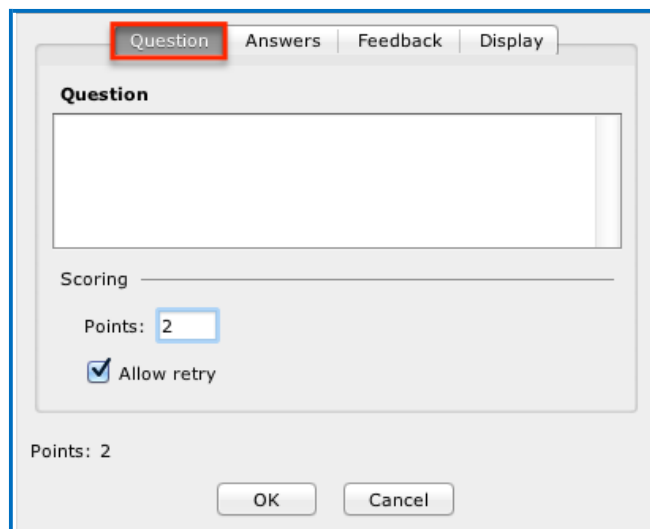 Question Answers Feedback Display
Question
Scoring
Points: 2
Allow retry
Points: 2
OK Cancel